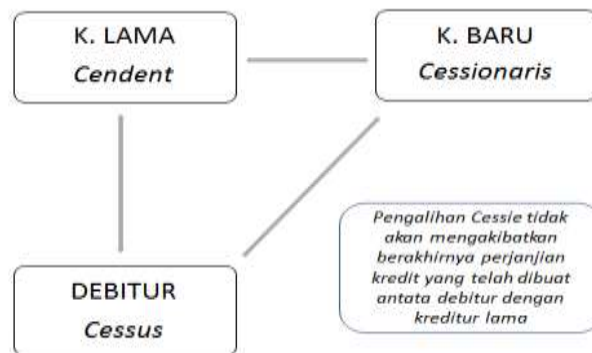 K. LAMA
Cendent
K. BARU
Cessionaris
Pengalihan Cessie tidak
akan mengakibatkan
berakhirnya perjanjian
kredit yang telah dibuat
antata debitur dengan
kreditur lama
DEBITUR
Cessus